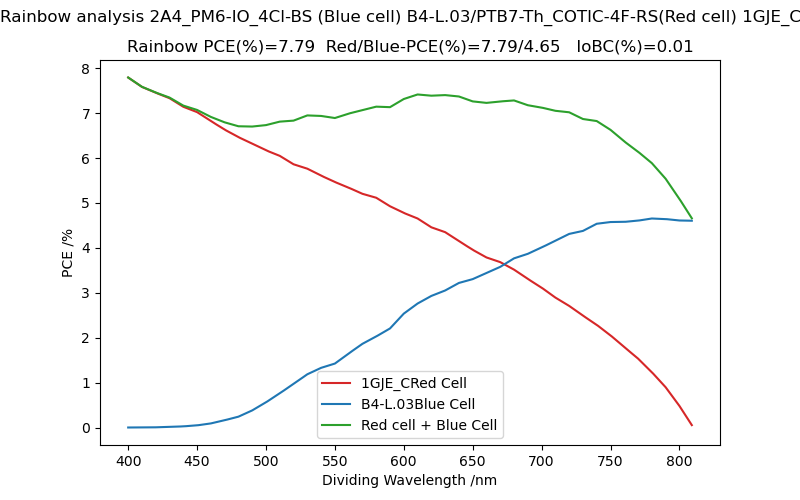 Rainbow analysis 2A4_PM6-IO_4Cl-BS (Blue cell) B4-L.03/PTB7-Th_COTIC-4F-RS(Red cell) 1GJE_C
Rainbow PCE(%)=7.79 Red/Blue-PCE(%)=7.79/4.65 IoBC(%)=0.01
8
7
6
5
4
3
2
1
0
PCE /%
1GJE_CRed Cell
B4-L.03Blue Cell
Red cell + Blue Cell
400 450 500 550 600 650 700 750 800
Dividing Wavelength /nm